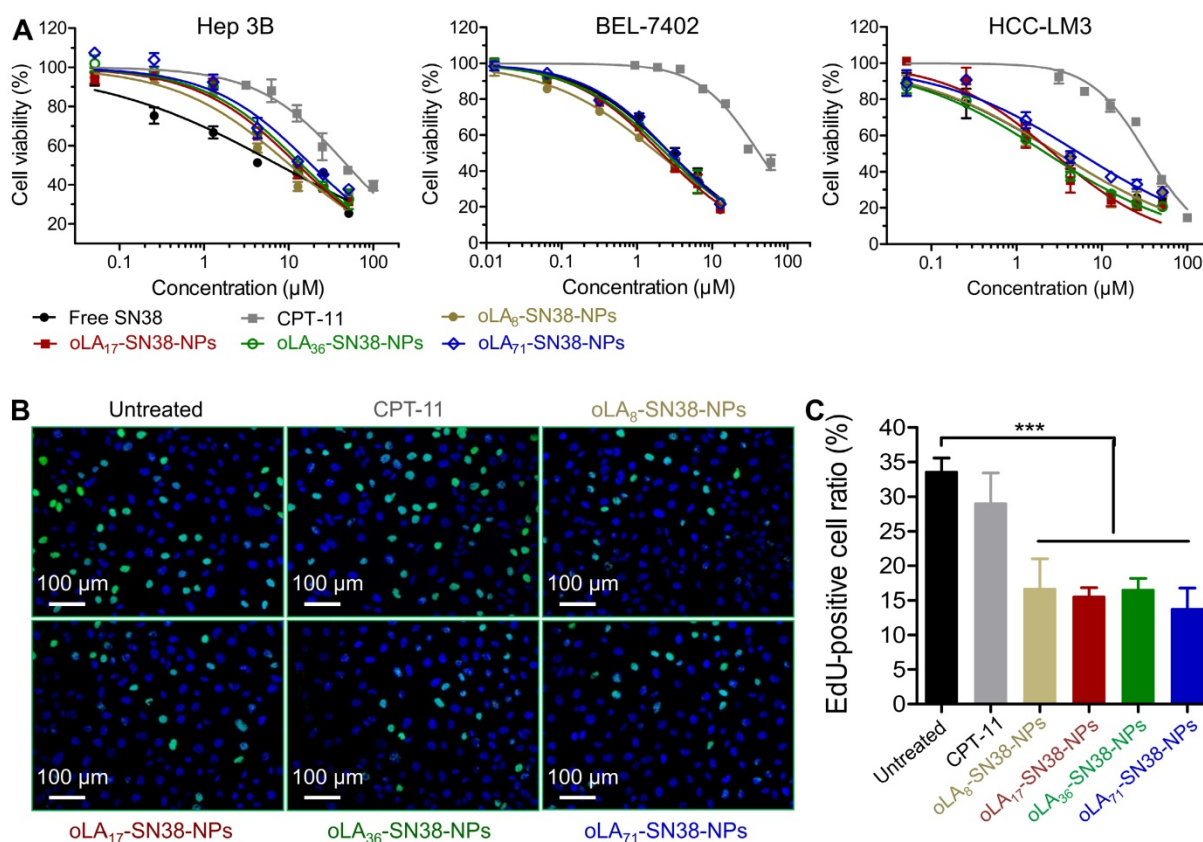 A
Hep 3B
BEL-7402
HCC-LM3
Cell viability (%)
120
100
80
60
40
20
0.1 1 10 100
Concentration (µM)
Cell viability (%)
120
100
80
60
40
20
0
0.01 0.1 1 10 100
Concentration (µM)
Cell viability (%)
120
100
80
60
40
20
0
0.1 1 10 100
Concentration (µM)
Free SN38 CPT-11 oLA₈-SN38-NPs
oLA₁₇-SN38-NPs oLA₃₆-SN38-NPs oLA₇₁-SN38-NPs
B
Untreated CPT-11 oLA₈-SN38-NPs
100 µm 100 µm 100 µm
100 µm 100 µm 100 µm
oLA₁₇-SN38-NPs oLA₃₆-SN38-NPs oLA₇₁-SN38-NPs
C
EdU-positive cell ratio (%)
***
40
35
30
25
20
15
10
5
0
Untreated
CPT-11
oLA₈-SN38-NPs
oLA₁₇-SN38-NPs
oLA₃₆-SN38-NPs
oLA₇₁-SN38-NPs